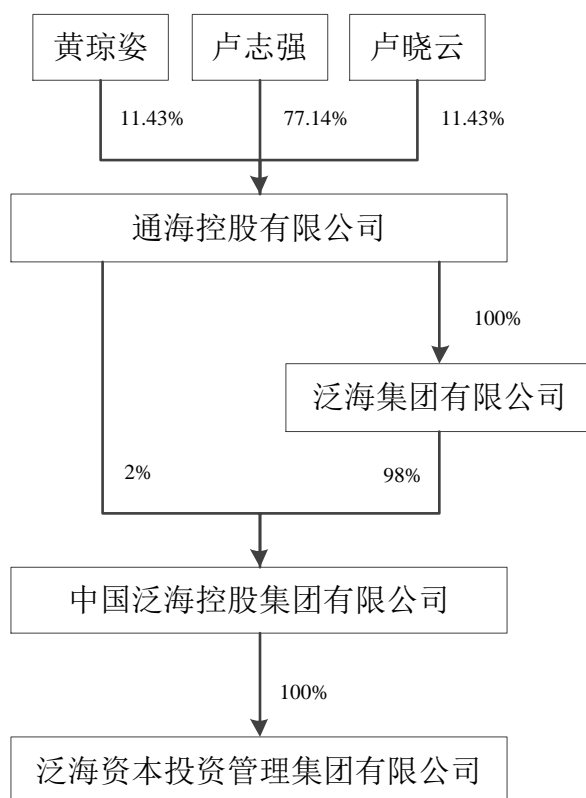 黄琼姿
卢志强
卢晓云
11.43%
77.14%
11.43%
通海控股有限公司
100%
泛海集团有限公司
2%
98%
中国泛海控股集团有限公司
100%
泛海资本投资管理集团有限公司